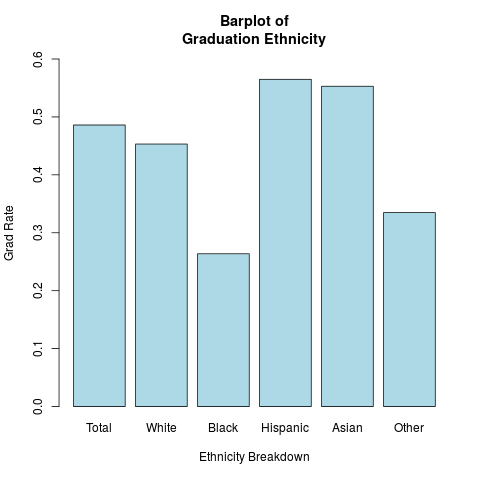 Barplot of
Graduation Ethnicity
0.6
0.5
0.4
0.3
0.2
0.1
0.0
Grad Rate
Total White Black Hispanic Asian Other
Ethnicity Breakdown